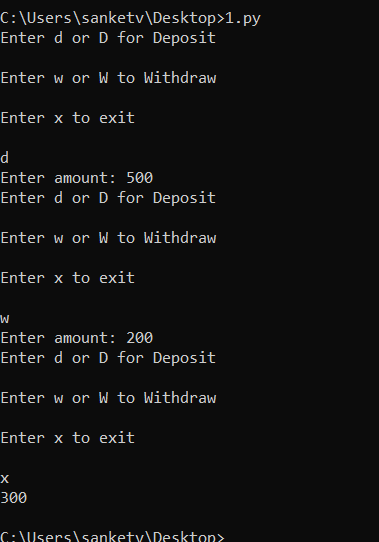 C:\Users\sanketv\Desktop>1.py
Enter d or D for Deposit
Enter w or W to Withdraw
Enter x to exit
d
Enter amount: 500
Enter d or D for Deposit
Enter w or W to Withdraw
Enter x to exit
w
Enter amount: 200
Enter d or D for Deposit
Enter w or W to Withdraw
Enter x to exit
x
300
C:\Users\sanketv\Desktop>